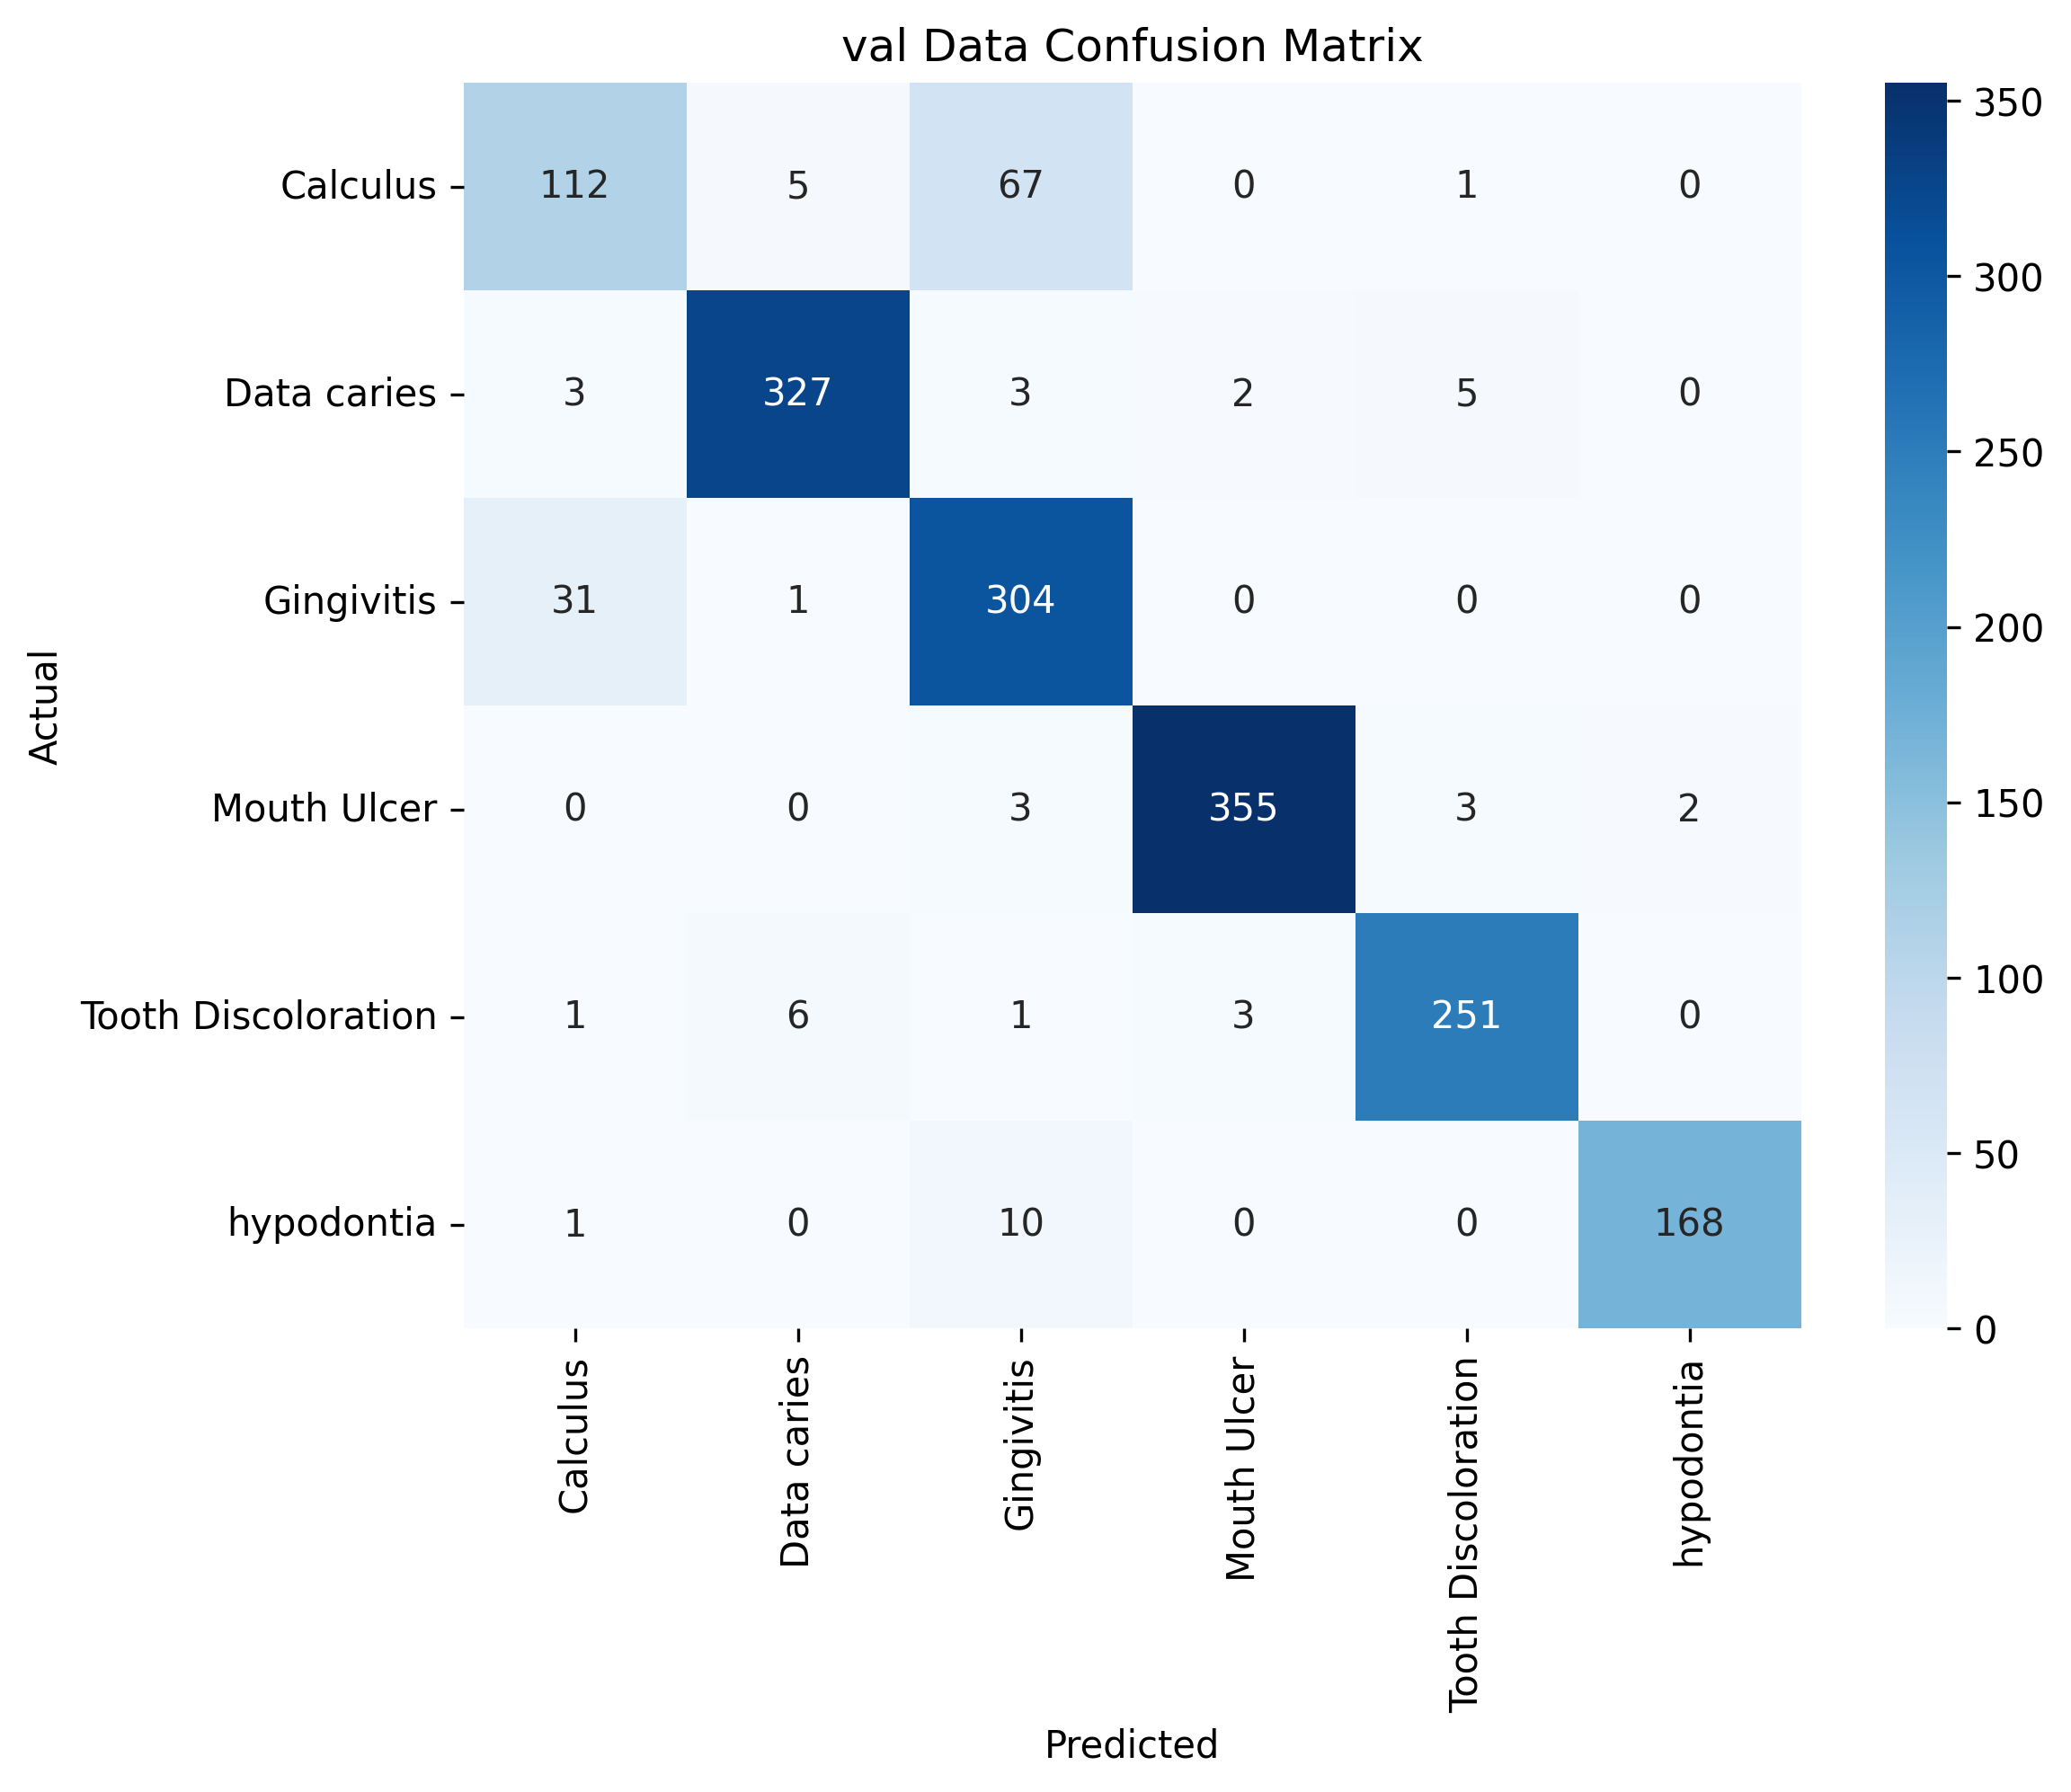 val Data Confusion Matrix
Actual
Calculus 112 5 67 0 1 0
Data caries 3 327 3 2 5 0
Gingivitis 31 1 304 0 0 0
Mouth Ulcer 0 0 3 355 3 2
Tooth Discoloration 1 6 1 3 251 0
hypodontia 1 0 10 0 0 168
Calculus
Data caries
Gingivitis
Mouth Ulcer
Tooth Discoloration
hypodontia
Predicted
350
300
250
200
150
100
50
0